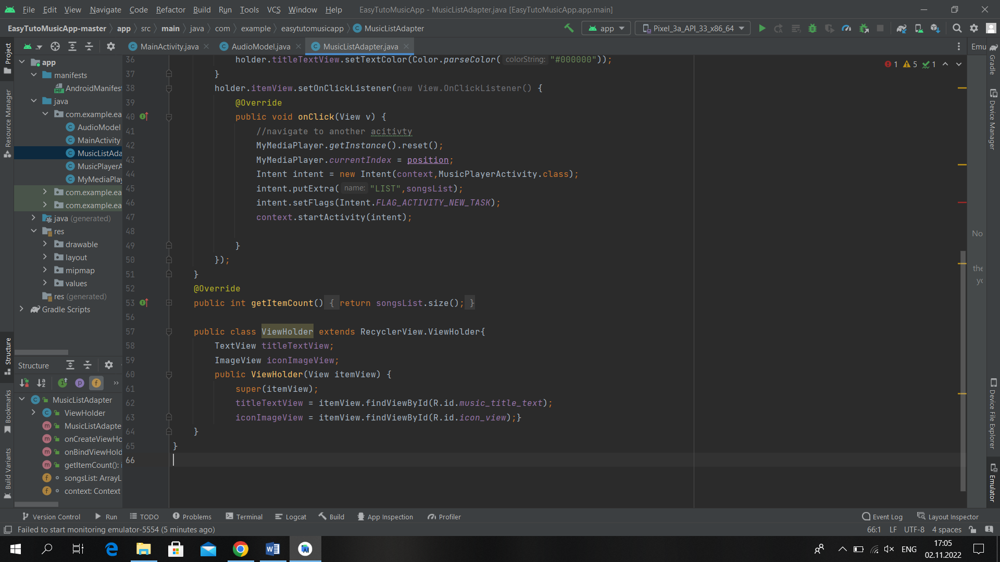 File Edit View Navigate Code Refactor Build Run Tools VCS Window Help EasyTutoMusicApp - MusicListAdapter.java [EasyTutoMusicApp.app.main]
EasyTutoMusicApp-master app src main java com example easytutomusicapp MusicListAdapter app Pixel_3a_API_33_x86_64
Project
Resource Manager
Structure
Bookmarks
Build Variants
MainActivity.java AudioModel.java MusicListAdapter.java
app
manifests
AndroidManifest
java
com.example.ea
AudioModel
MainActivity
MusicListAda
MusicPlayerA
MyMediaPlay
com.example.ea
com.example.ea
java (generated)
res
drawable
layout
mipmap
values
res (generated)
Gradle Scripts
Structure
MusicListAdapter
ViewHolder
MusicListAdapte
onCreateViewHo
onBindViewHold
getItemCount(): i
songsList: ArrayL
context: Context
1 5 1
36 holder.titleTextView.setTextColor(Color.parseColor( colorString: "#000000"));
37 }
38 holder.itemView.setOnClickListener(new View.OnClickListener() {
39 @Override
40 public void onClick(View v) {
41 //navigate to another acitivty
42 MyMediaPlayer.getInstance().reset();
43 MyMediaPlayer.currentIndex = position;
44 Intent intent = new Intent(context,MusicPlayerActivity.class);
45 intent.putExtra( name: "LIST",songsList);
46 intent.setFlags(Intent.FLAG_ACTIVITY_NEW_TASK);
47 context.startActivity(intent);
48
49 }
50 });
51 }
52 @Override
53 public int getItemCount() { return songsList.size(); }
56
57 public class ViewHolder extends RecyclerView.ViewHolder{
58 TextView titleTextView;
59 ImageView iconImageView;
60 public ViewHolder(View itemView) {
61 super(itemView);
62 titleTextView = itemView.findViewById(R.id.music_title_text);
63 iconImageView = itemView.findViewById(R.id.icon_view);}
64 }
65 }
66
Emu
No
the
yc
Gradle
Device Manager
Device File Explorer
Emulator
Version Control Run TODO Problems Terminal Logcat Build App Inspection Profiler Event Log Layout Inspector
Failed to start monitoring emulator-5554 (5 minutes ago) 66:1 LF UTF-8 4 spaces
ENG
17:05
02.11.2022